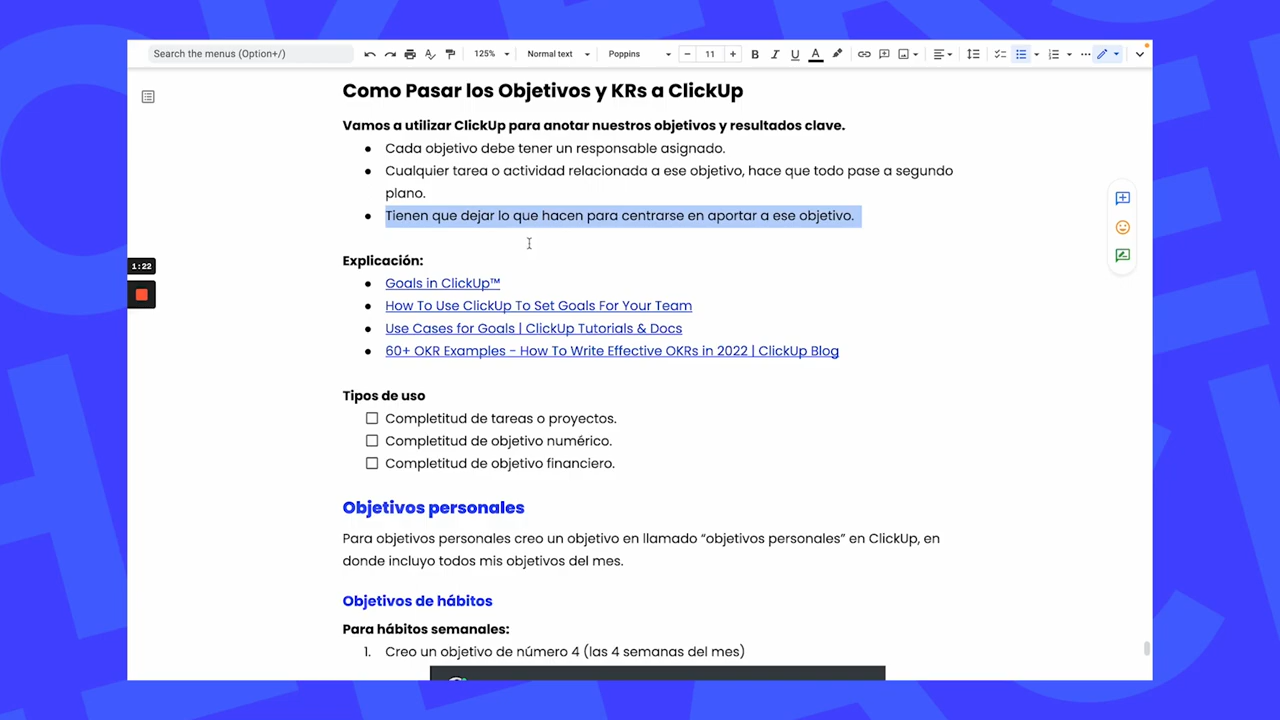 Search the menus (Option+/)
125%
Normal text
Poppins
− 11 +
B I U A
Como Pasar los Objetivos y KRs a ClickUp
Vamos a utilizar ClickUp para anotar nuestros objetivos y resultados clave.
● Cada objetivo debe tener un responsable asignado.
● Cualquier tarea o actividad relacionada a ese objetivo, hace que todo pase a segundo
plano.
● Tienen que dejar lo que hacen para centrarse en aportar a ese objetivo.
1:22
Explicación:
● Goals in ClickUp™
● How To Use ClickUp To Set Goals For Your Team
● Use Cases for Goals | ClickUp Tutorials & Docs
● 60+ OKR Examples - How To Write Effective OKRs in 2022 | ClickUp Blog
Tipos de uso
☐ Completitud de tareas o proyectos.
☐ Completitud de objetivo numérico.
☐ Completitud de objetivo financiero.
Objetivos personales
Para objetivos personales creo un objetivo en llamado “objetivos personales” en ClickUp, en
donde incluyo todos mis objetivos del mes.
Objetivos de hábitos
Para hábitos semanales:
1. Creo un objetivo de número 4 (las 4 semanas del mes)